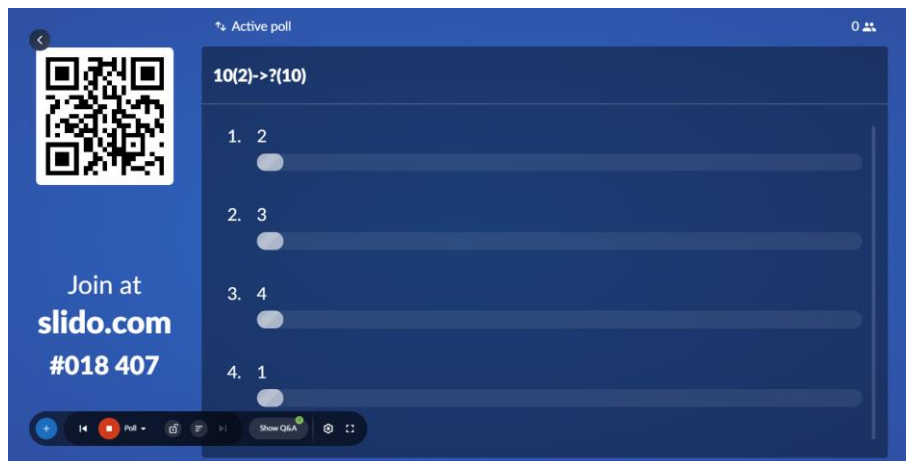 Active poll
0
10(2)->?(10)
1. 2
2. 3
3. 4
4. 1
Join at
slido.com
#018 407
Poll
Show Q&A